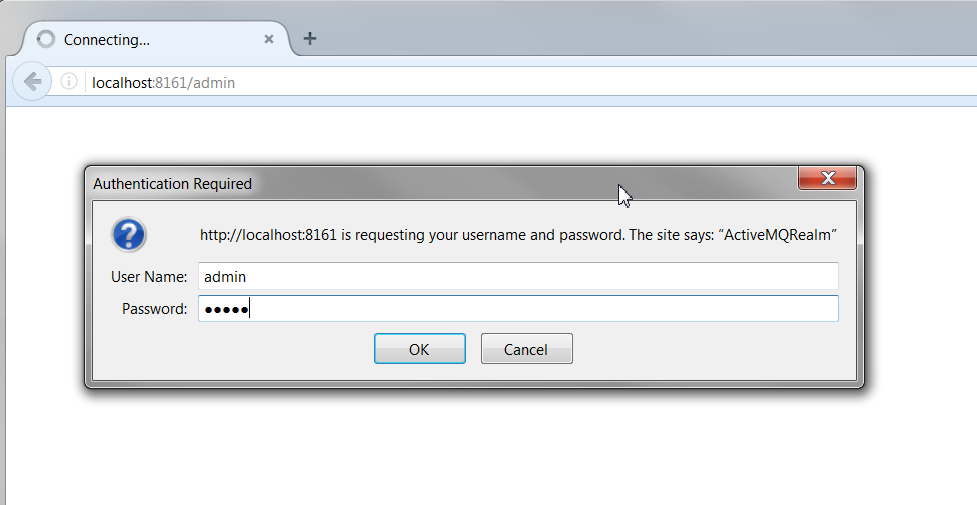 Connecting...
localhost:8161/admin
Authentication Required
http://localhost:8161 is requesting your username and password. The site says: “ActiveMQRealm”
User Name: admin
Password: ●●●●●
OK Cancel